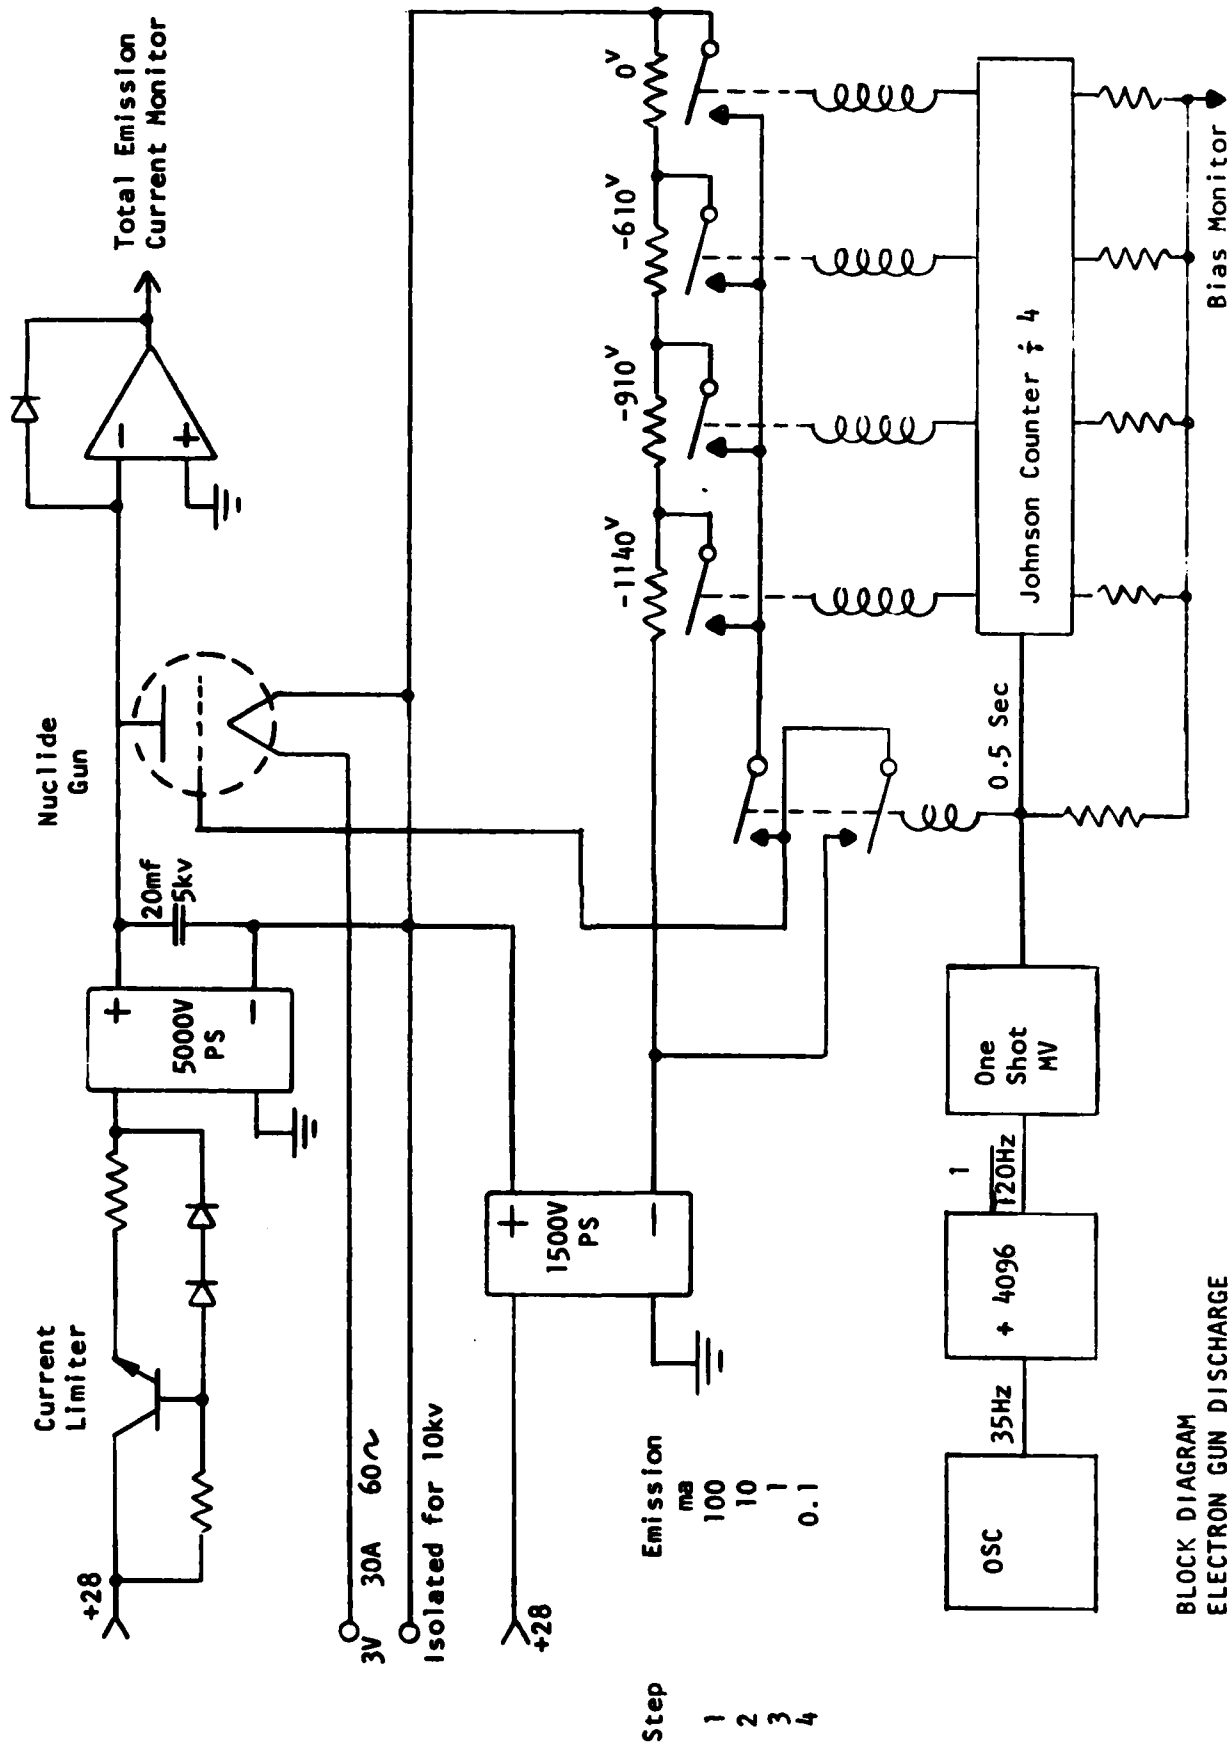 Total Emission
Current Monitor
Nuclide
Gun
20mf
5kv
+
5000V
PS
−
−
+
Current
Limiter
+28
3V 30A 60~
Isolated for 10kv
+
1500V
PS
−
+28
0V
-610V
-910V
-1140V
Step Emission
ma
1 100
2 10
3 1
4 0.1
OSC
35Hz
÷ 4096
1
120Hz
One
Shot
MV
0.5 Sec
Johnson Counter ÷ 4
Bias Monitor
BLOCK DIAGRAM
ELECTRON GUN DISCHARGE